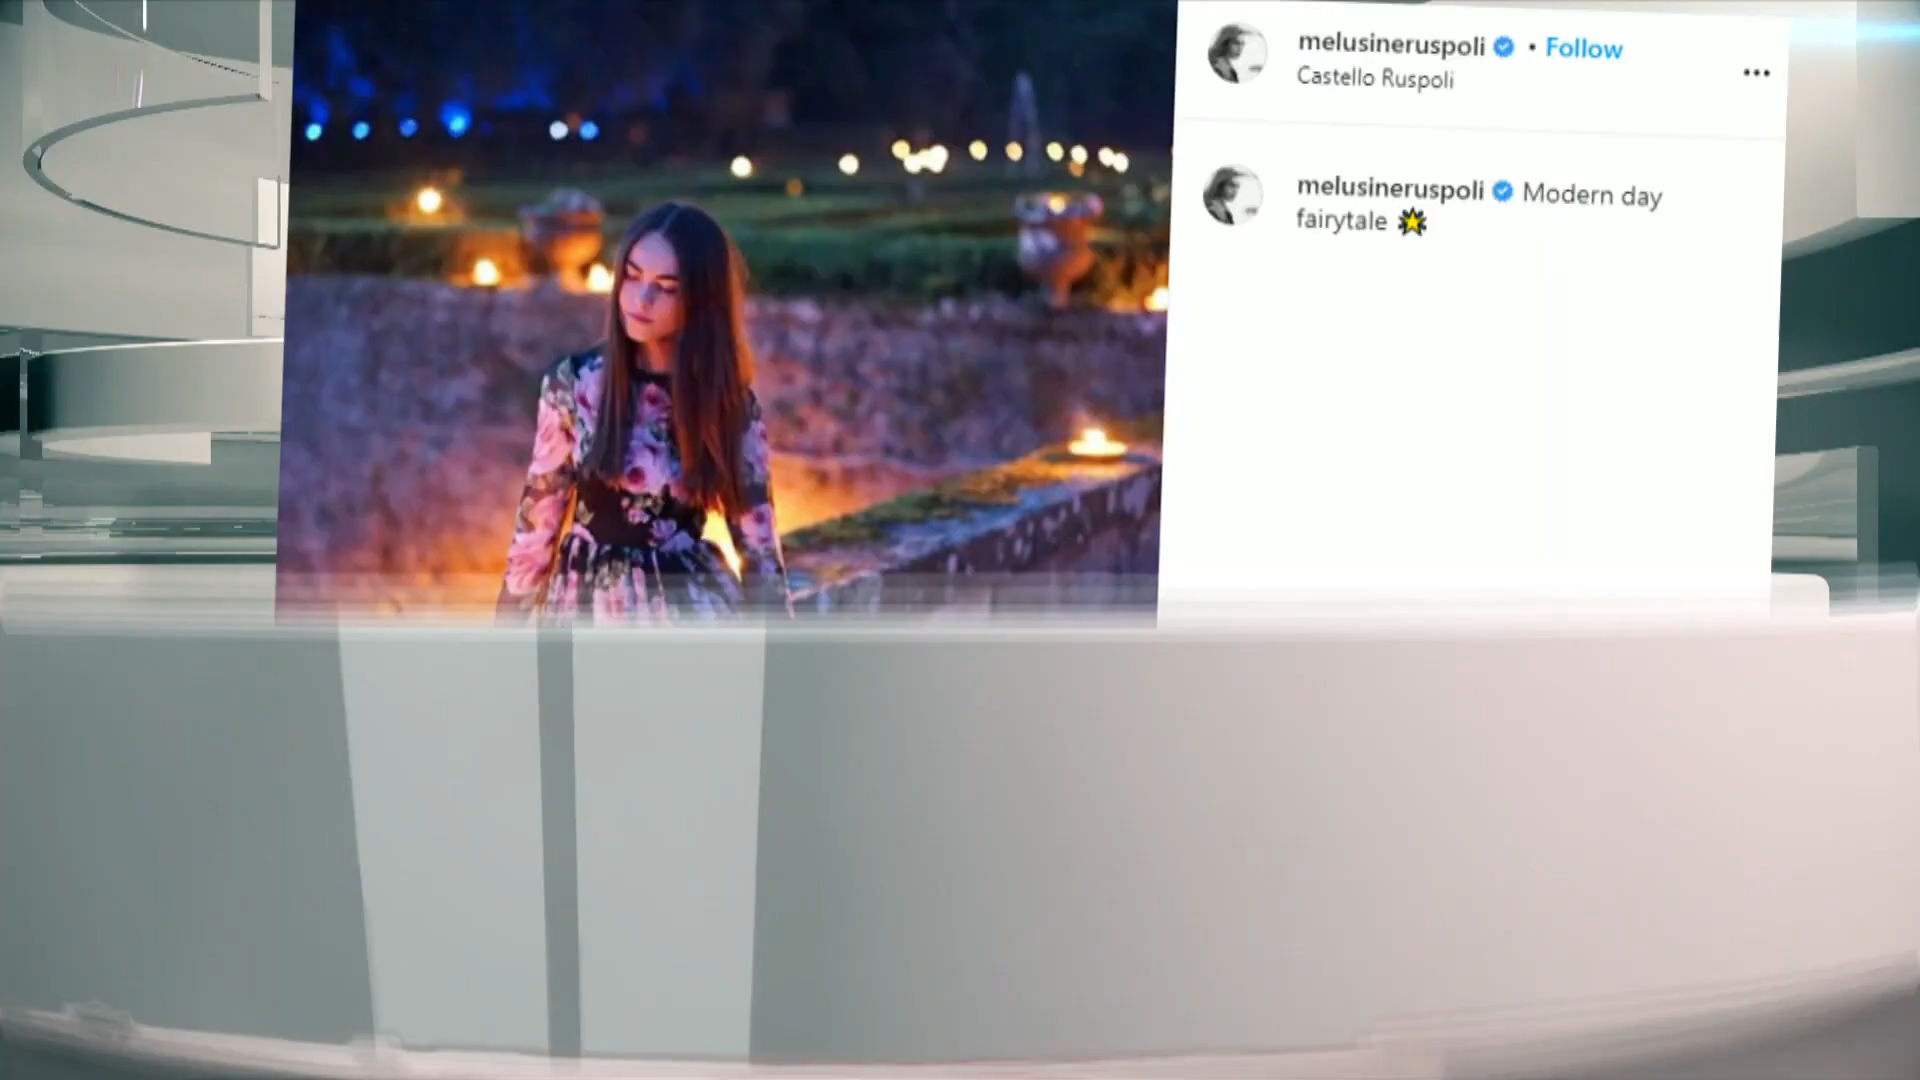 melusineruspoli • Follow
Castello Ruspoli
melusineruspoli Modern day
fairytale 🌟